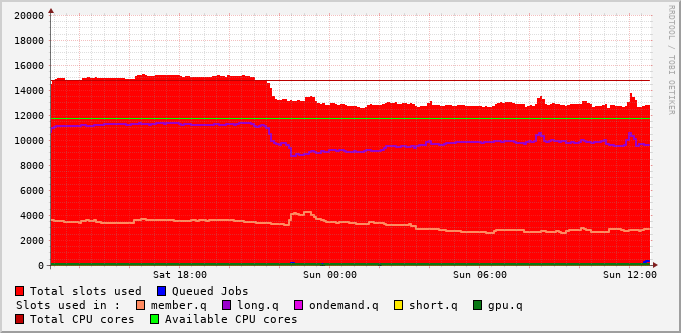 RRDTOOL / TOBI OETIKER
20000
18000
16000
14000
12000
10000
8000
6000
4000
2000
0
Sat 18:00 Sun 00:00 Sun 06:00 Sun 12:00
Total slots used Queued Jobs
Slots used in : member.q long.q ondemand.q short.q gpu.q
Total CPU cores Available CPU cores